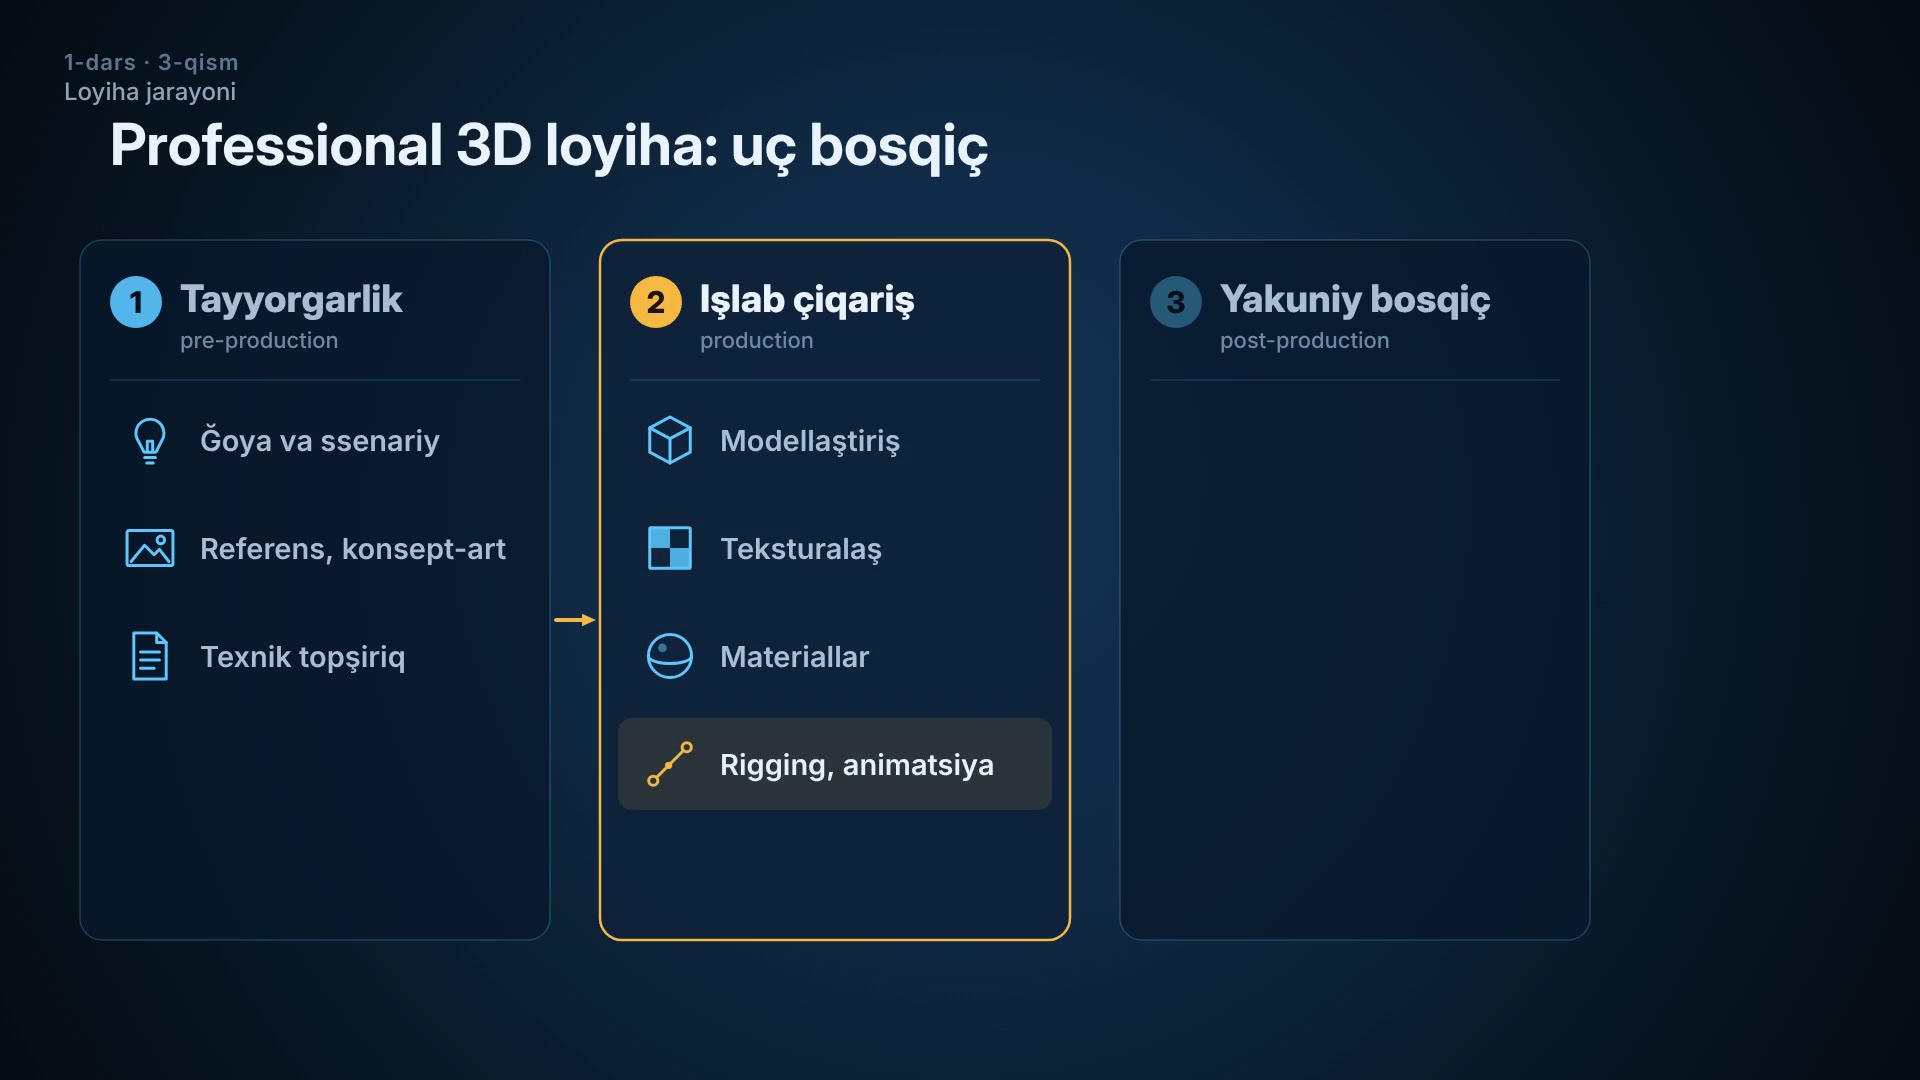 1-dars · 3-qism
Loyiha jarayoni
Professional 3D loyiha: uç bosqiç
1 Tayyorgarlik
pre-production
Ğoya va ssenariy
Referens, konsept-art
Texnik topşiriq
2 Işlab çiqariş
production
Modellaştiriş
Teksturalaş
Materiallar
Rigging, animatsiya
3 Yakuniy bosqiç
post-production